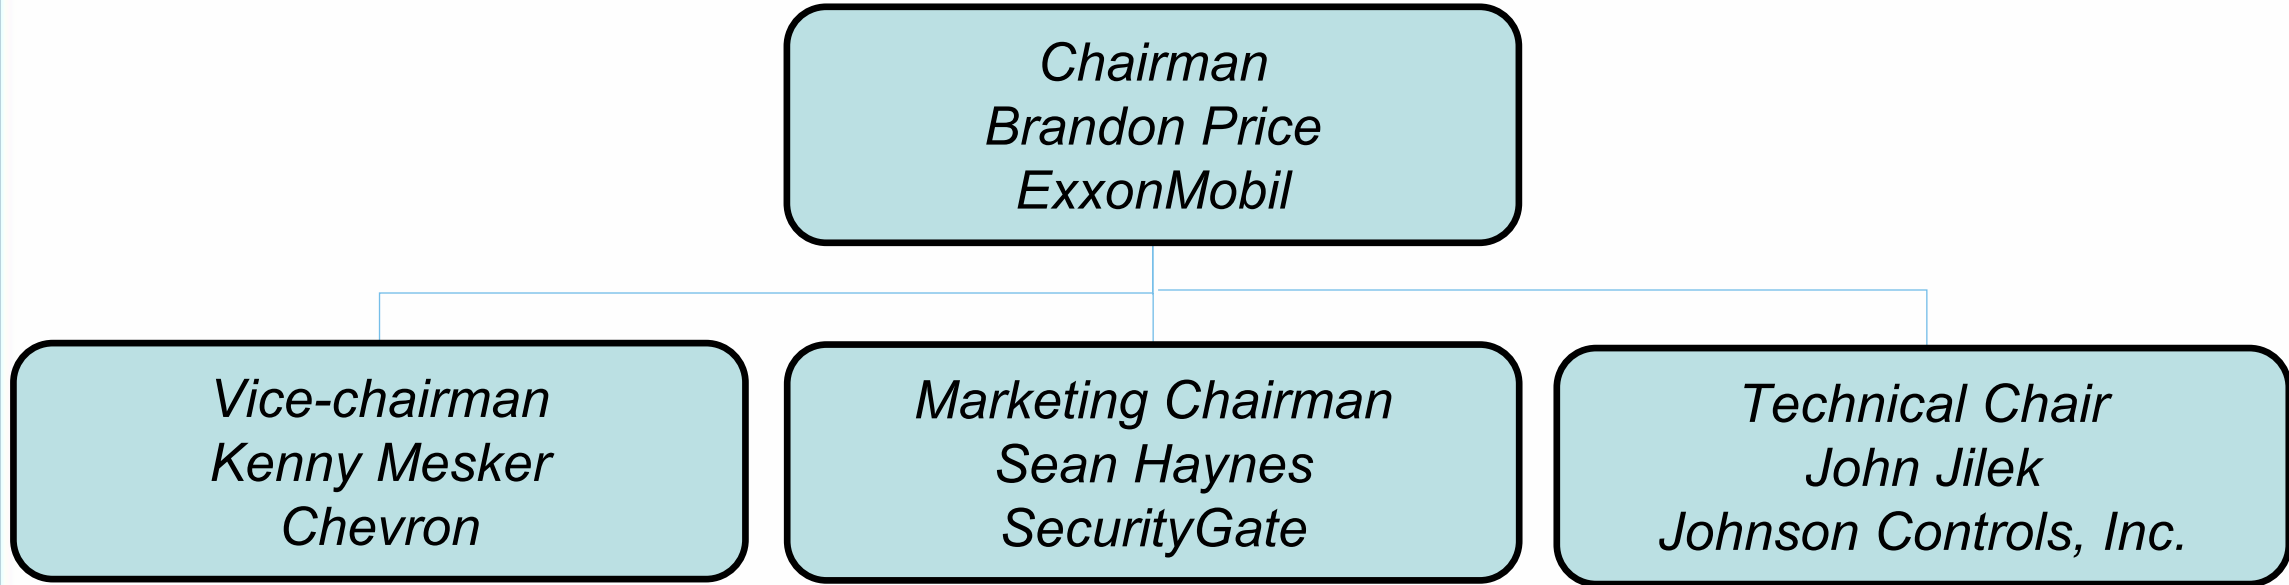 Chairman
Brandon Price
ExxonMobil
Vice-chairman
Kenny Mesker
Chevron
Marketing Chairman
Sean Haynes
SecurityGate
Technical Chair
John Jilek
Johnson Controls, Inc.